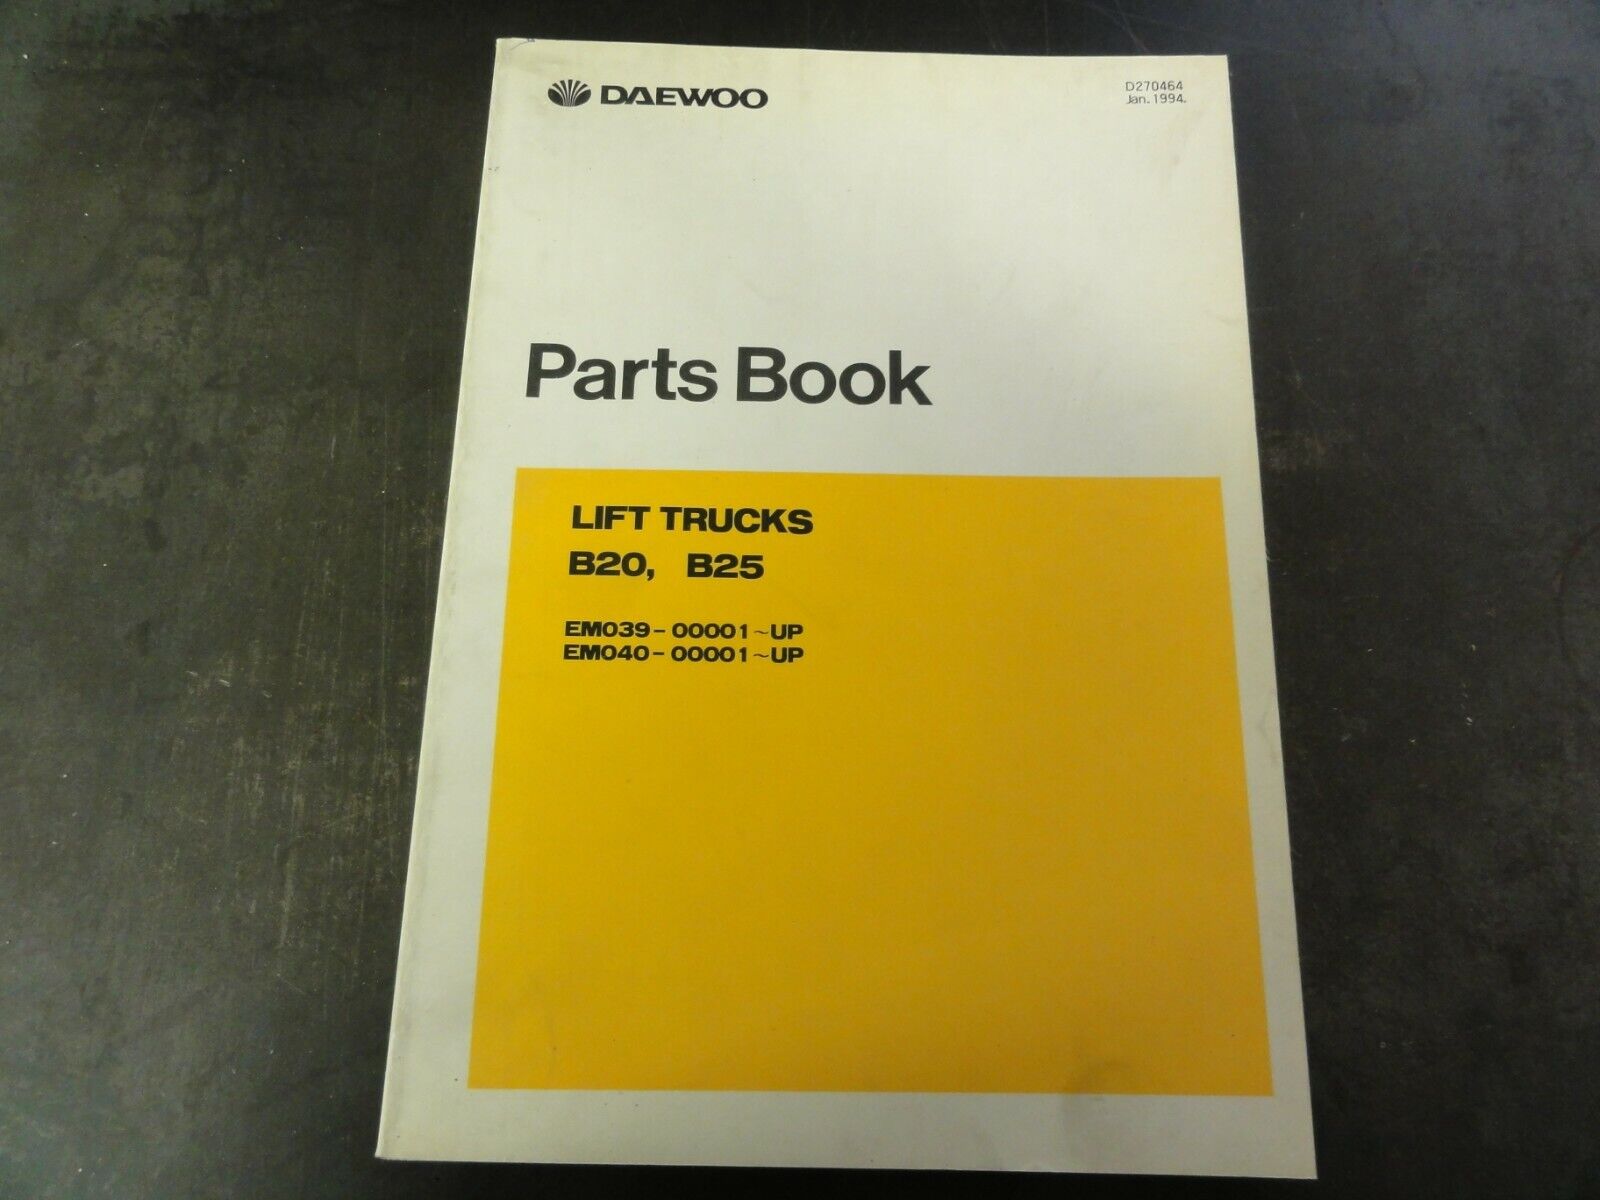 DAEWOO
D270464
Jan. 1994.
Parts Book
LIFT TRUCKS
B20, B25
EM039-00001~UP
EM040-00001~UP